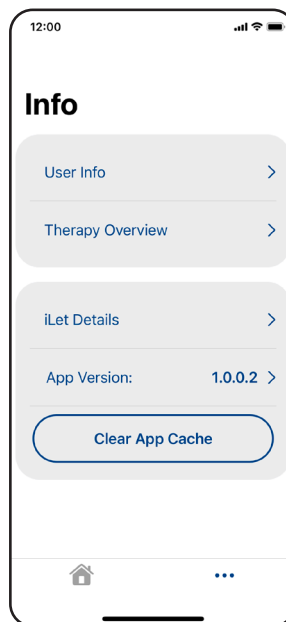 12:00
Info
User Info
Therapy Overview
iLet Details
App Version: 1.0.0.2
Clear App Cache